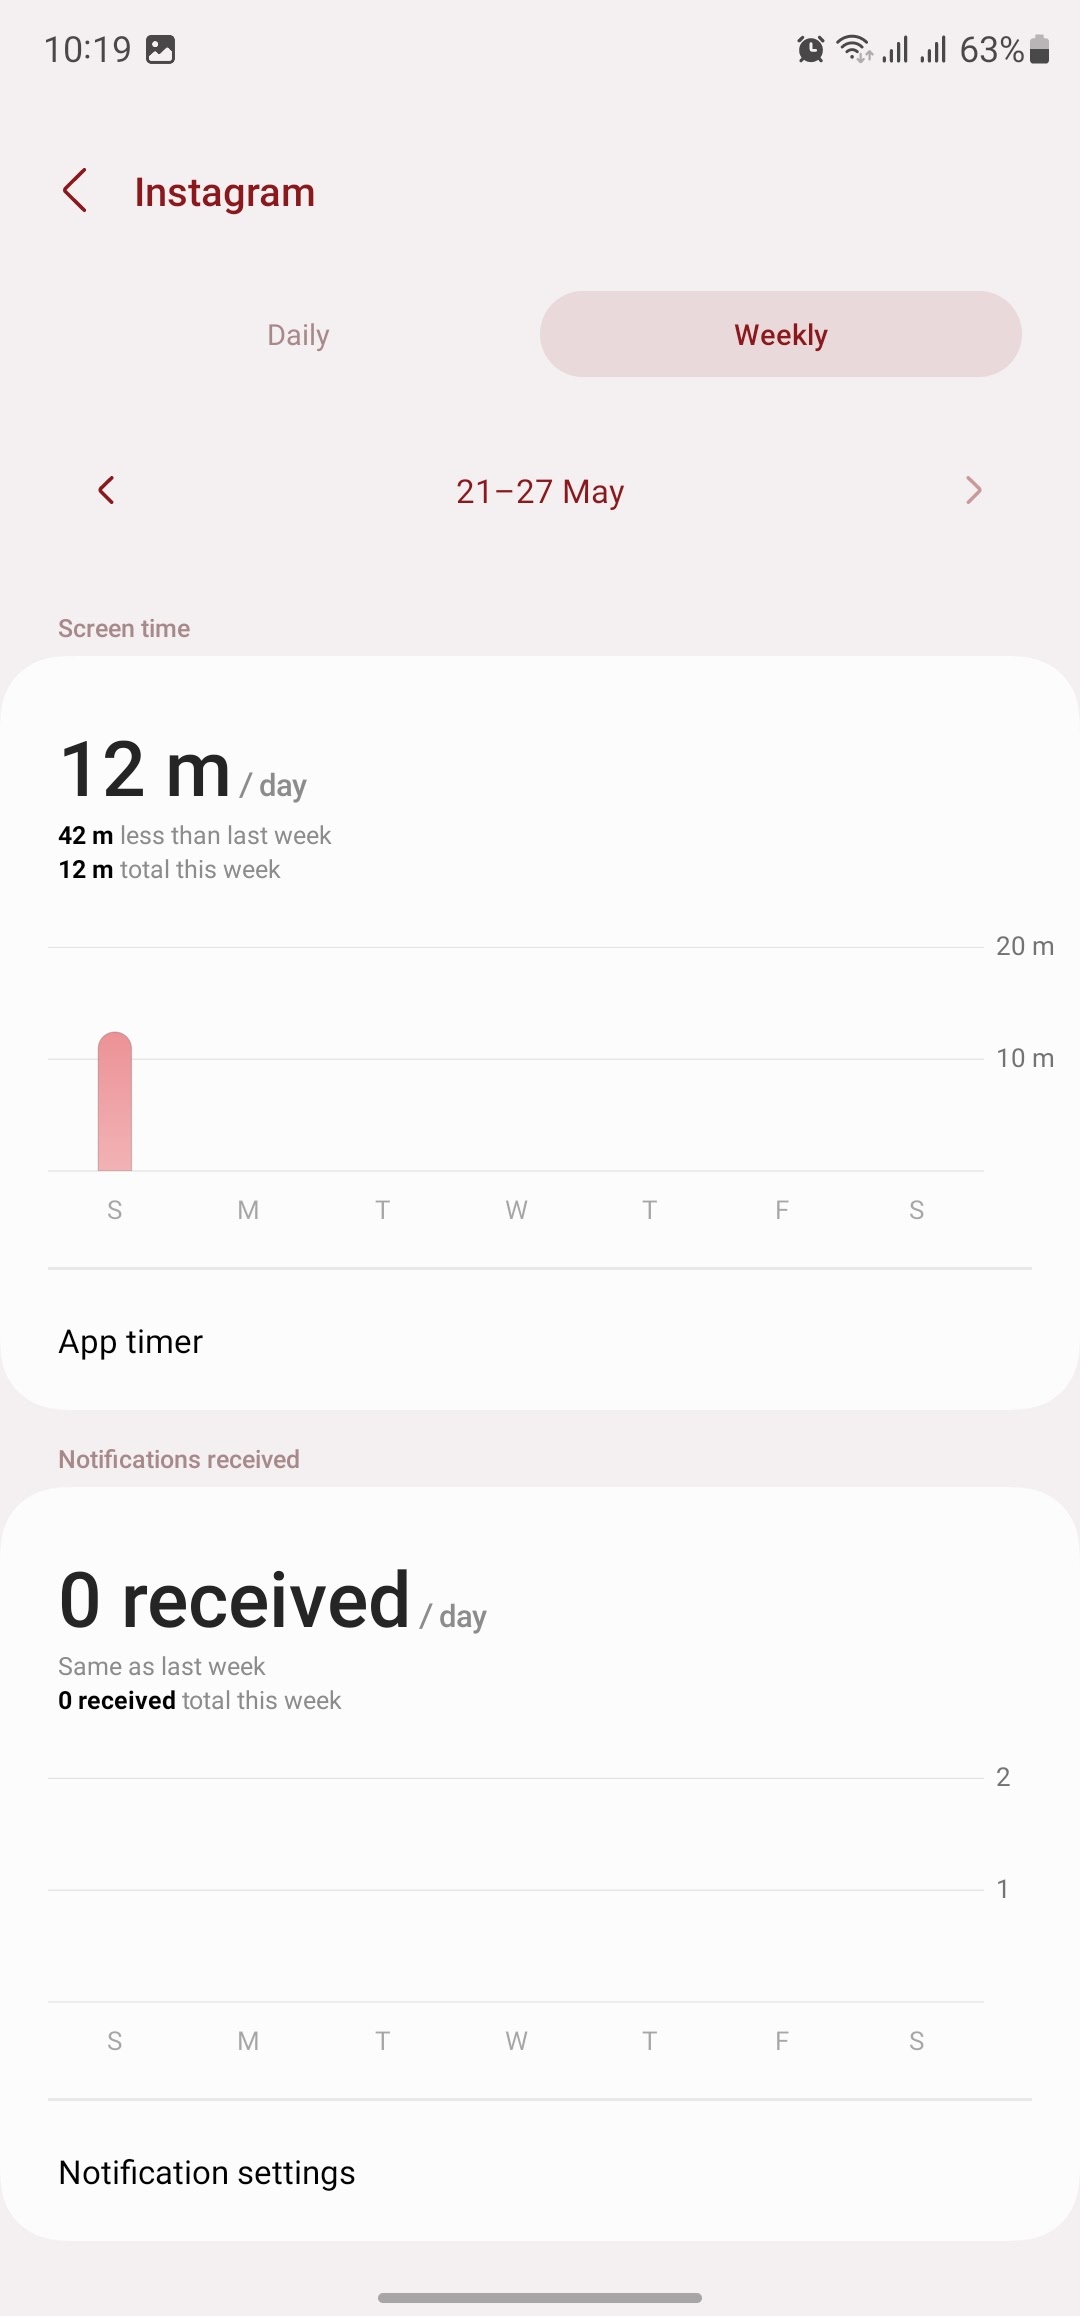 10:19 63%
Instagram
Daily Weekly
21–27 May
Screen time
12 m / day
42 m less than last week
12 m total this week
20 m
10 m
S M T W T F S
App timer
Notifications received
0 received / day
Same as last week
0 received total this week
2
1
S M T W T F S
Notification settings